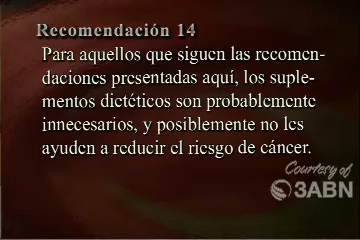 Recomendación 14
Para aquellos que siguen las recomen-
daciones presentadas aquí, los suple-
mentos dietéticos son probablemente
innecesarios, y posiblemente no les
ayuden a reducir el riesgo de cáncer.
Courtesy of
3ABN